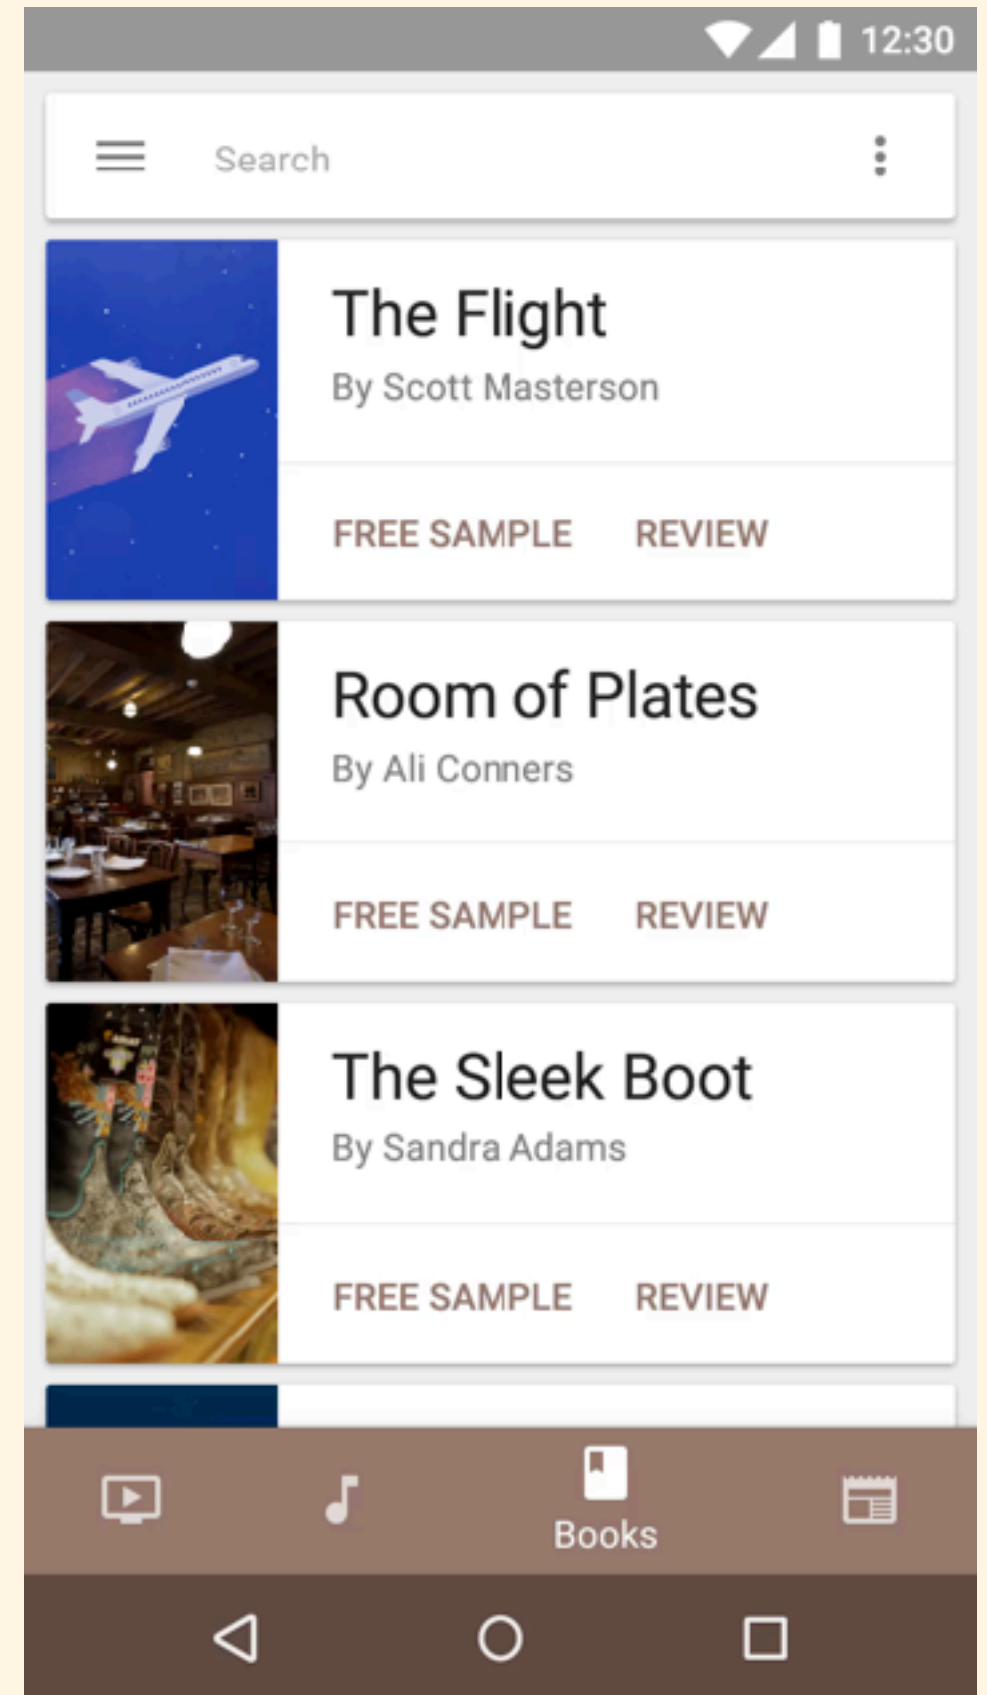 12:30
Search
The Flight
By Scott Masterson
FREE SAMPLE REVIEW
Room of Plates
By Ali Conners
FREE SAMPLE REVIEW
The Sleek Boot
By Sandra Adams
FREE SAMPLE REVIEW
Books